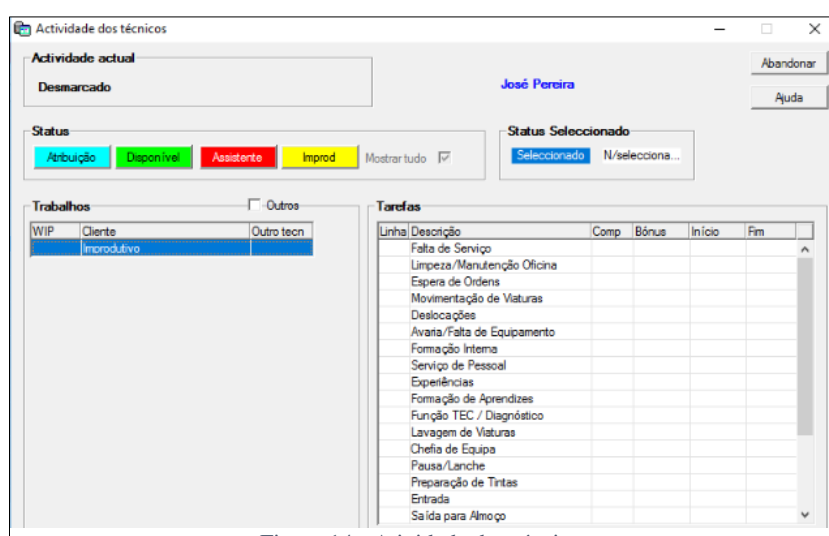 Actividade dos técnicos
Actividade actual
Desmarcado
José Pereira
Abandonar
Ajuda
Status
Atribuição Disponível Assistente Improd Mostrar tudo
Status Seleccionado
Seleccionado N/selecciona...
Trabalhos Outros
WIP Cliente Outro tecn
Improdutivo
Tarefas
Linha Descrição Comp Bónus Início Fim
Falta de Serviço
Limpeza/Manutenção Oficina
Espera de Ordens
Movimentação de Viaturas
Deslocações
Avaria/Falta de Equipamento
Formação Interna
Serviço de Pessoal
Experiências
Formação de Aprendizes
Função TEC / Diagnóstico
Lavagem de Viaturas
Chefia de Equipa
Pausa/Lanche
Preparação de Tintas
Entrada
Saída para Almoço